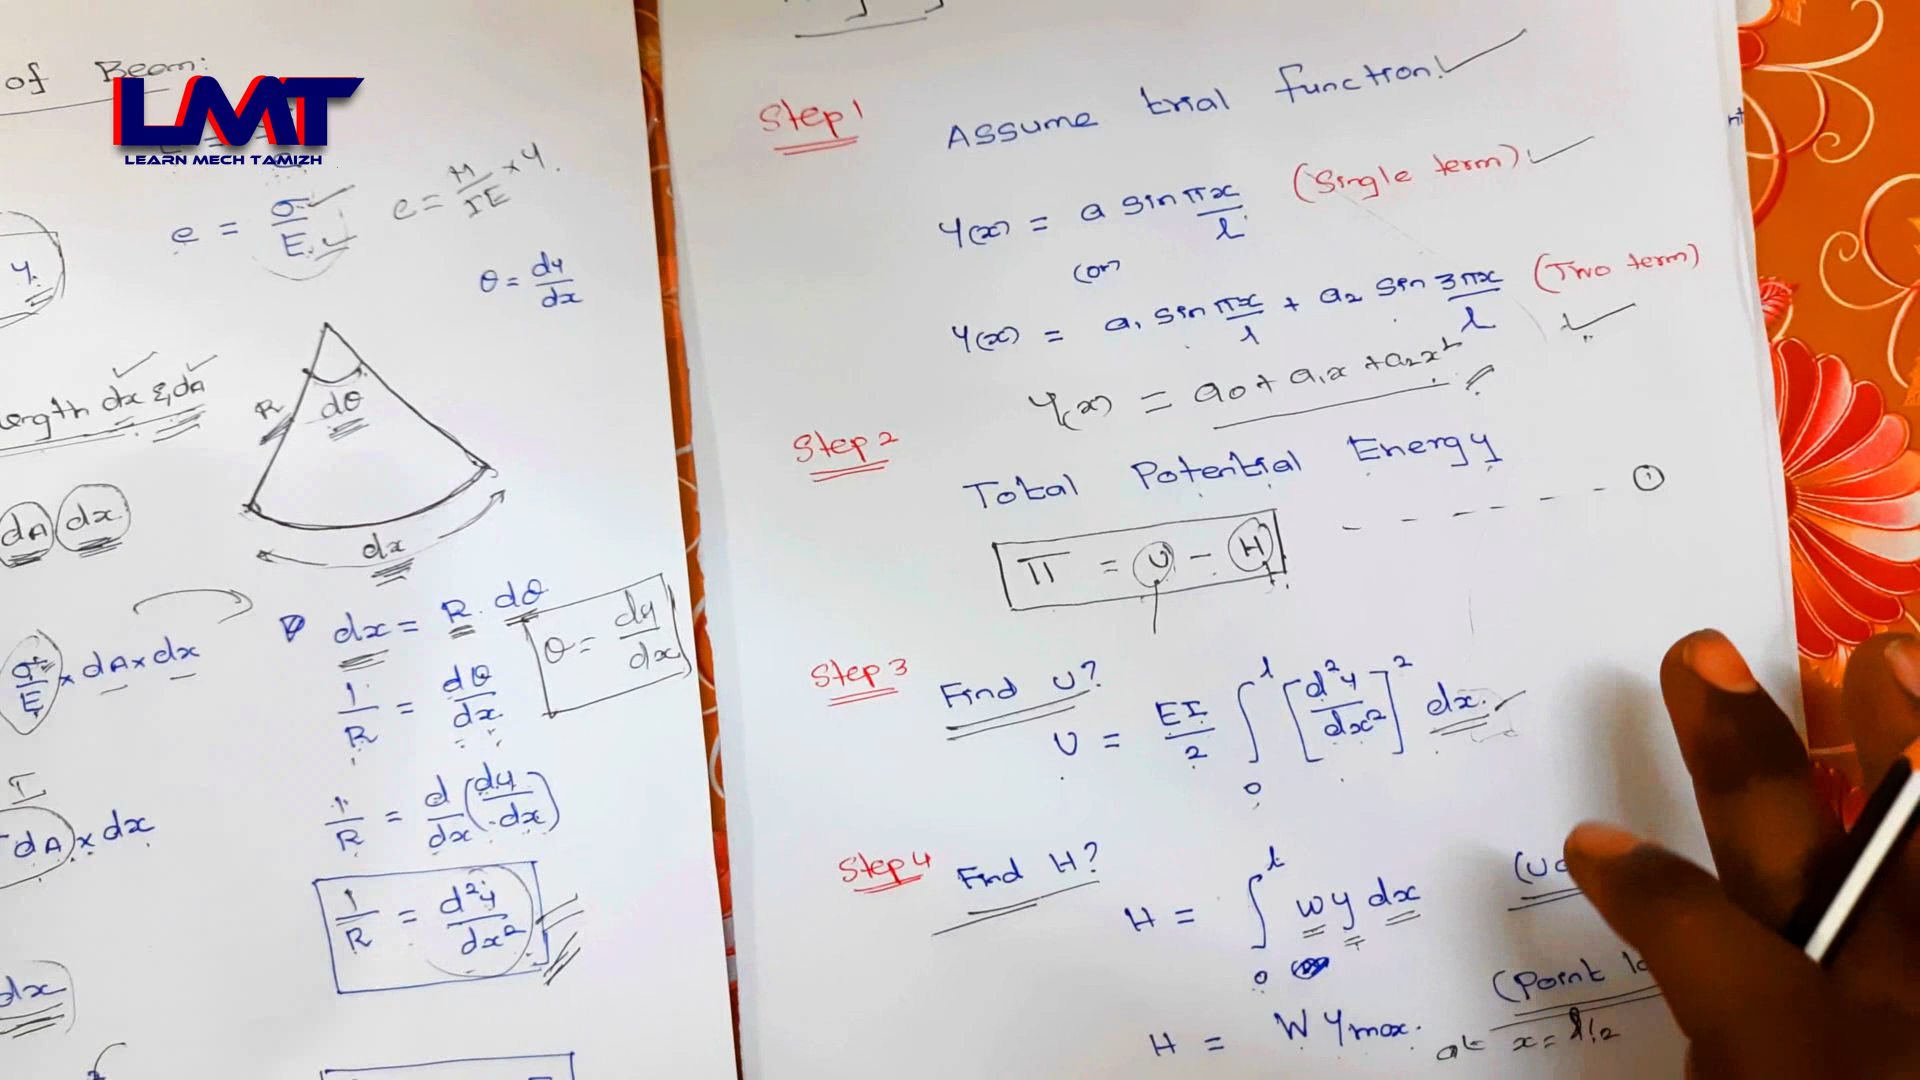 of Beam:
LMT
LEARN MECH TAMIZH
e = σ/E
e = M/IE × y.
y.
θ = dy/dx
length dx & dA
R
dθ
dA dx
dx
dx = R. dθ
θ = dy/dx
σ²/E × dA × dx
1/R = dθ/dx
I
dA) × dx
1/R = d/dx (dy/dx)
1/R = d²y/dx²
dx
Step 1
Assume trial function.
y(x) = a sin πx/l (Single term)
(or)
y(x) = a₁ sin πx/l + a₂ sin 3πx/l (Two term)
y(x) = a₀ + a₁x + a₂x²
Step 2
Total Potential Energy
π = U - H - - - - - - ①
Step 3
Find U?
U = EI/2 ∫₀ˡ [d²y/dx²]² dx.
Step 4
Find H?
H = ∫₀ˡ w y dx
(Point
H = W ymax.
at x = l/2